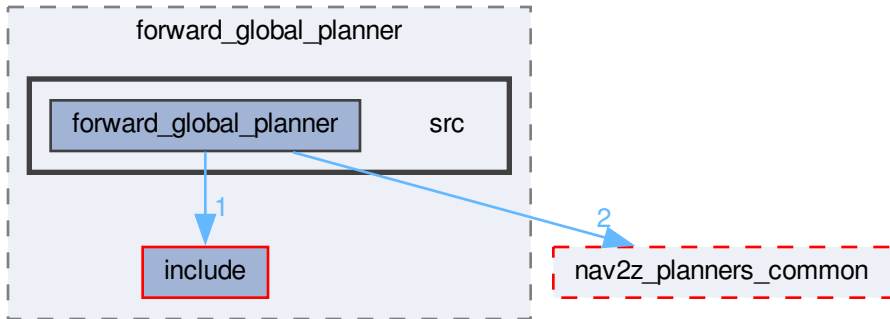 forward_global_planner
forward_global_planner
src
1
2
include
nav2z_planners_common